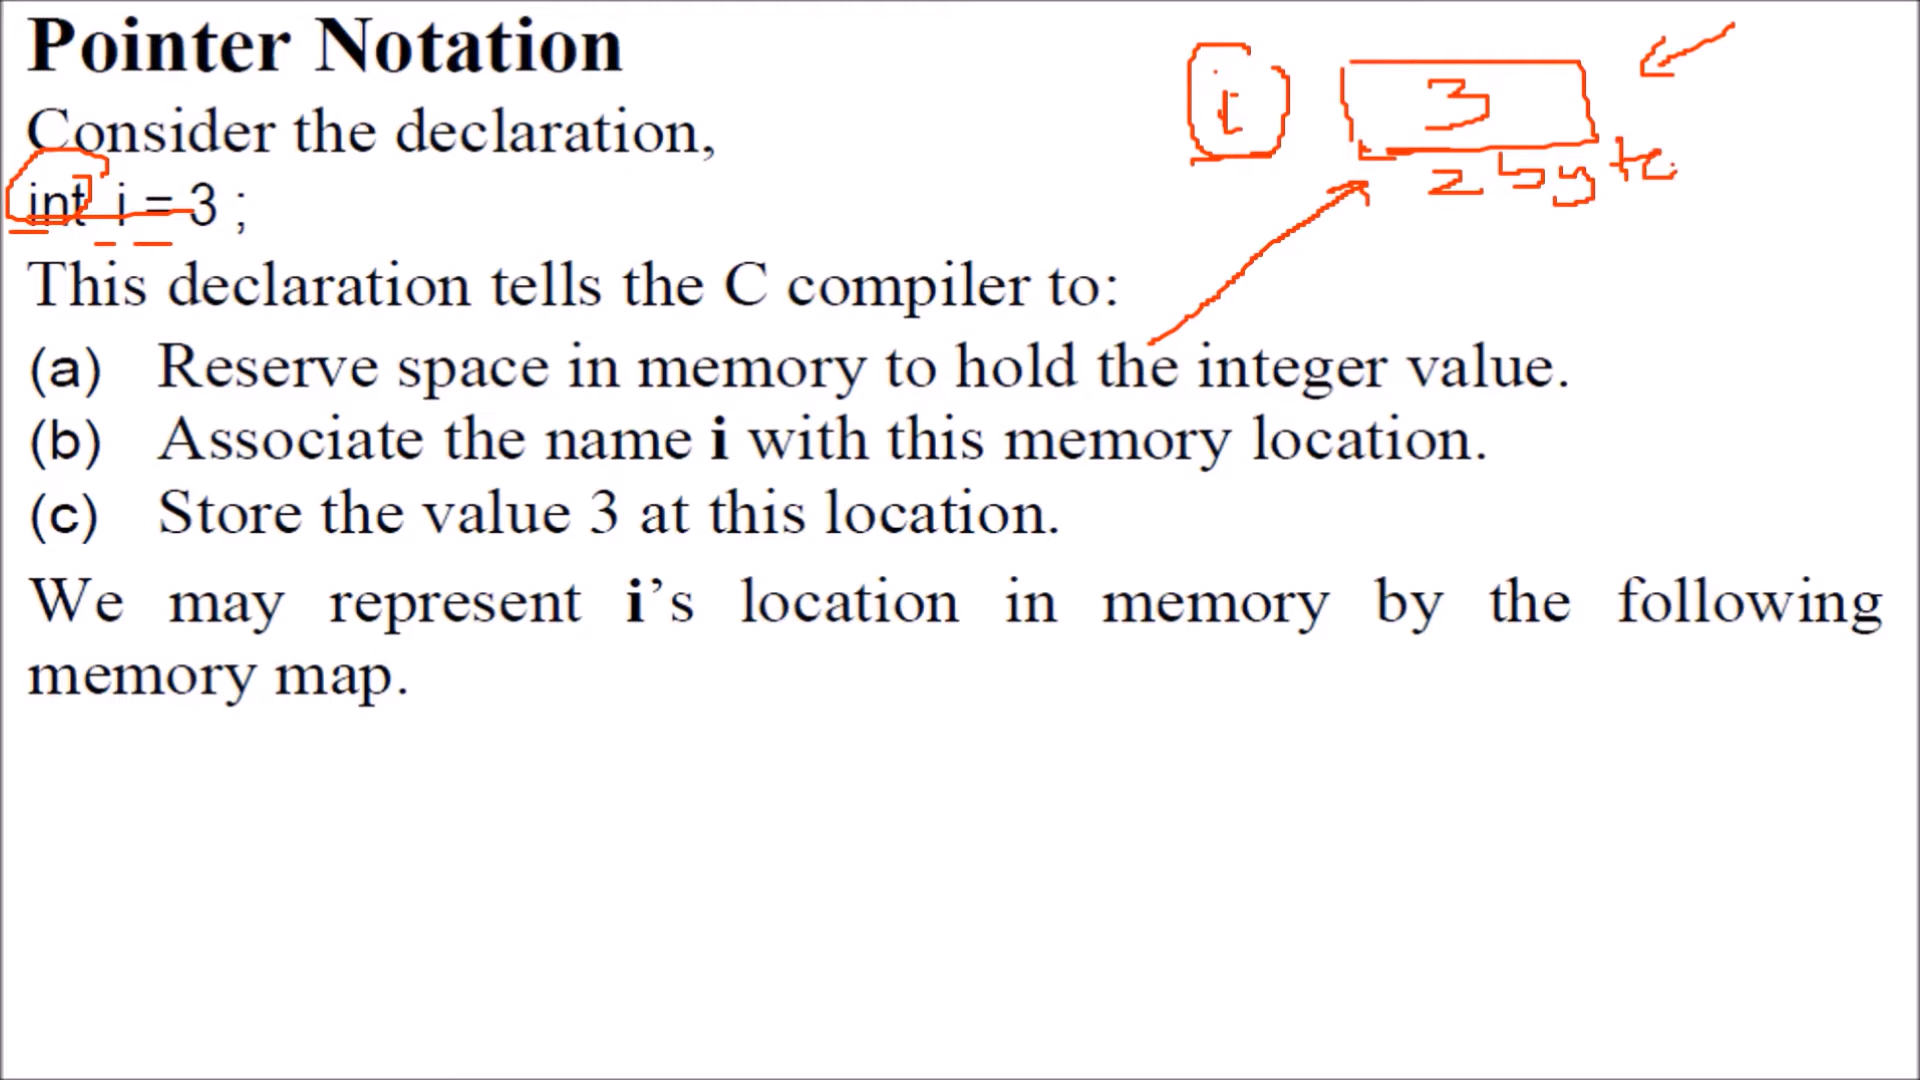 Pointer Notation
Consider the declaration,
int i = 3 ;
i 3
2 byte
This declaration tells the C compiler to:
(a) Reserve space in memory to hold the integer value.
(b) Associate the name i with this memory location.
(c) Store the value 3 at this location.
We may represent i’s location in memory by the following
memory map.